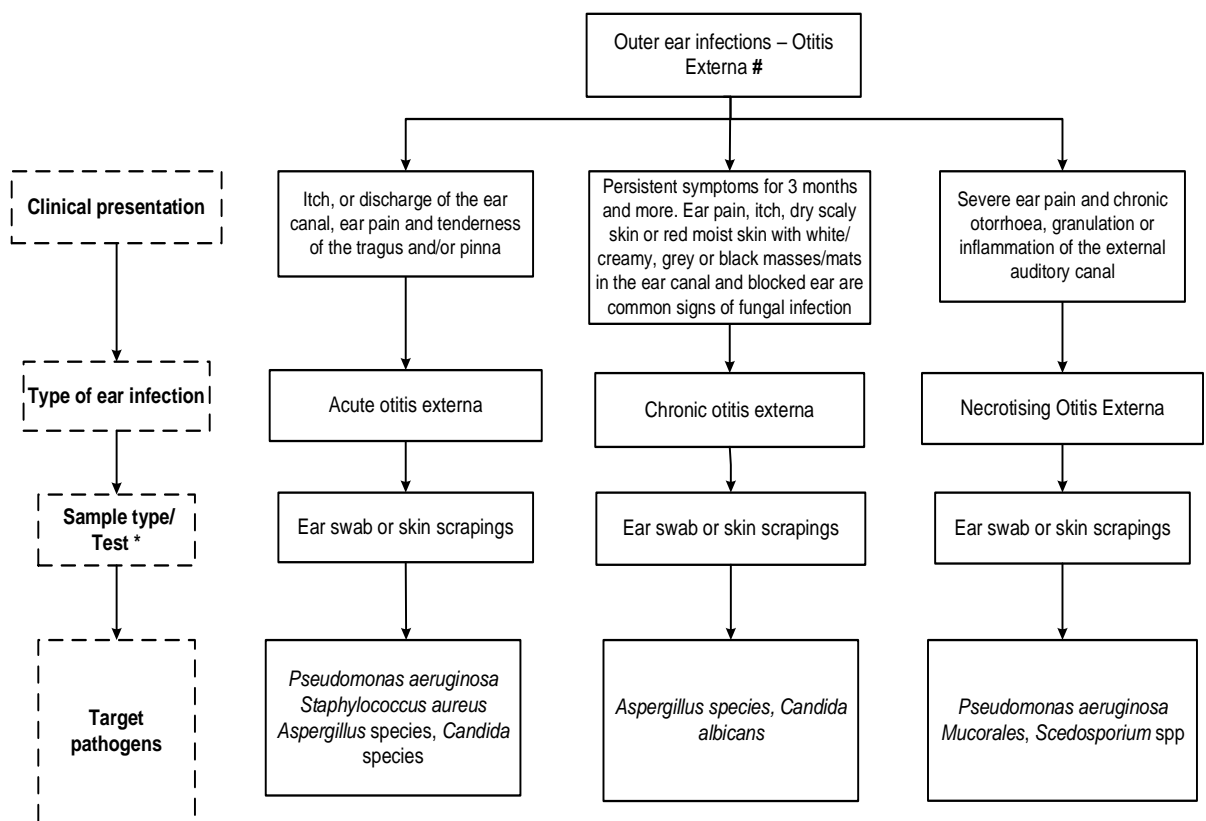 Outer ear infections – Otitis
Externa #
Clinical presentation
Itch, or discharge of the ear
canal, ear pain and tenderness
of the tragus and/or pinna
Persistent symptoms for 3 months
and more. Ear pain, itch, dry scaly
skin or red moist skin with white/
creamy, grey or black masses/mats
in the ear canal and blocked ear are
common signs of fungal infection
Severe ear pain and chronic
otorrhoea, granulation or
inflammation of the external
auditory canal
Type of ear infection
Acute otitis externa
Chronic otitis externa
Necrotising Otitis Externa
Sample type/
Test *
Ear swab or skin scrapings
Ear swab or skin scrapings
Ear swab or skin scrapings
Target
pathogens
Pseudomonas aeruginosa
Staphylococcus aureus
Aspergillus species, Candida
species
Aspergillus species, Candida
albicans
Pseudomonas aeruginosa
Mucorales, Scedosporium spp